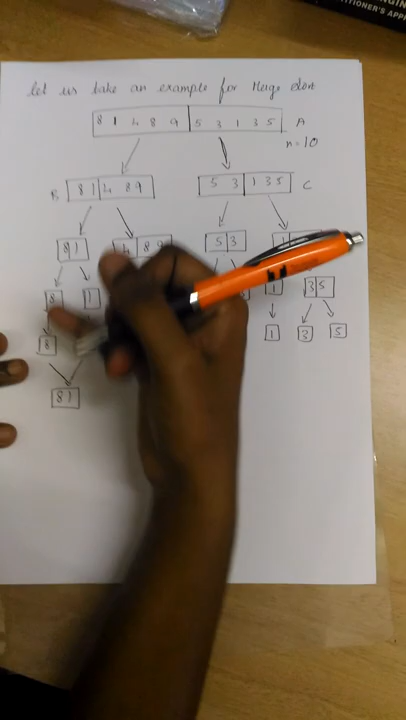 let us take an example for Merge Sort
8 1 4 8 9 5 3 1 3 5 A
n=10
B 8 1 4 8 9 5 3 1 3 5 C
8 1 4 8 9 5 3 1
8 1 1 3 5
8 1 3 5
8 1